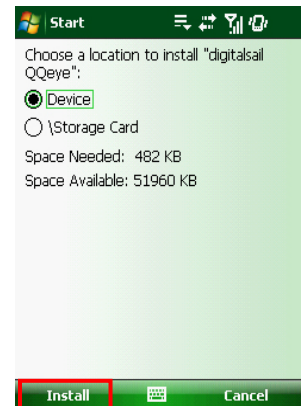 Start
Choose a location to install "digitalsail
QQeye":
Device
\Storage Card
Space Needed: 482 KB
Space Available: 51960 KB
Install Cancel